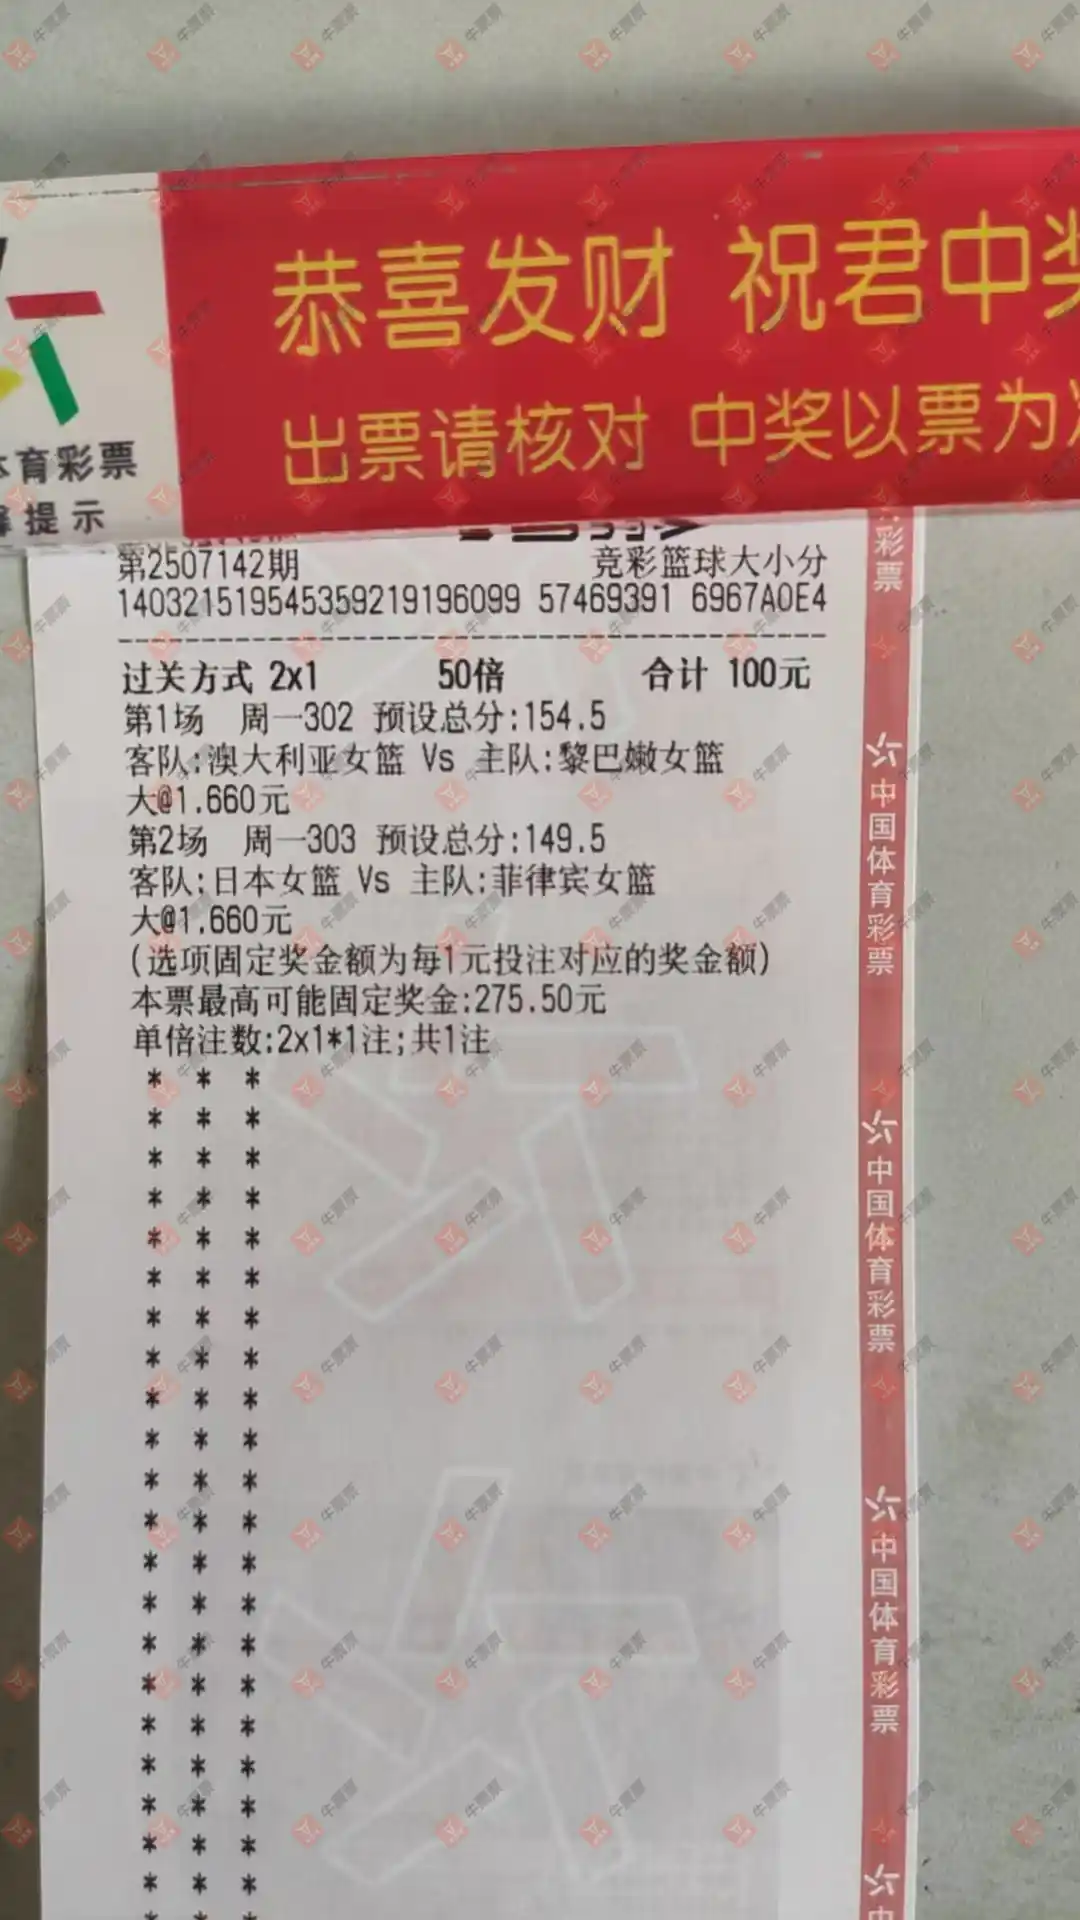 恭喜发财 祝君中奖
出票请核对 中奖以票为准
体育彩票
提示
第2507142期 竞彩篮球大小分
140321519545359219196099 57469391 6967A0E4
过关方式 2x1 50倍 合计 100元
第1场 周一302 预设总分:154.5
客队:澳大利亚女篮 Vs 主队:黎巴嫩女篮
大@1.660元
第2场 周一303 预设总分:149.5
客队:日本女篮 Vs 主队:菲律宾女篮
大@1.660元
(选项固定奖金额为每1元投注对应的奖金额)
本票最高可能固定奖金:275.50元
单倍注数:2x1*1注;共1注
彩票
中国体育彩票
中国体育彩票
中国体育彩票
中
牛票票